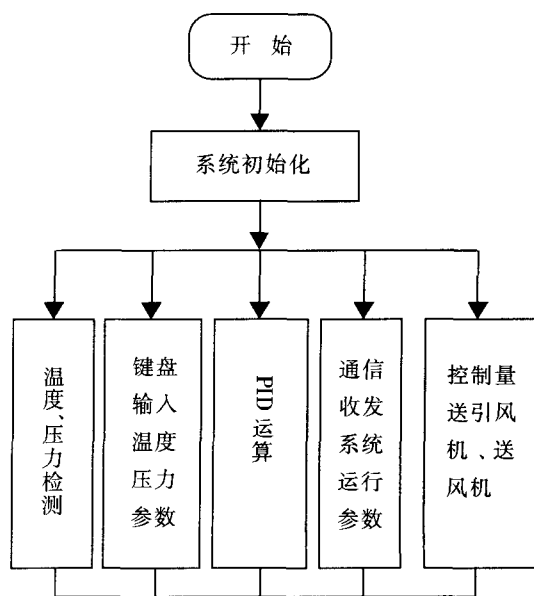 开 始
系统初始化
温度、压力检测
键盘
输入
温度
压力
参数
PID运算
通信
收发
系统
运行
参数
控制量
送引风
机、送
风机